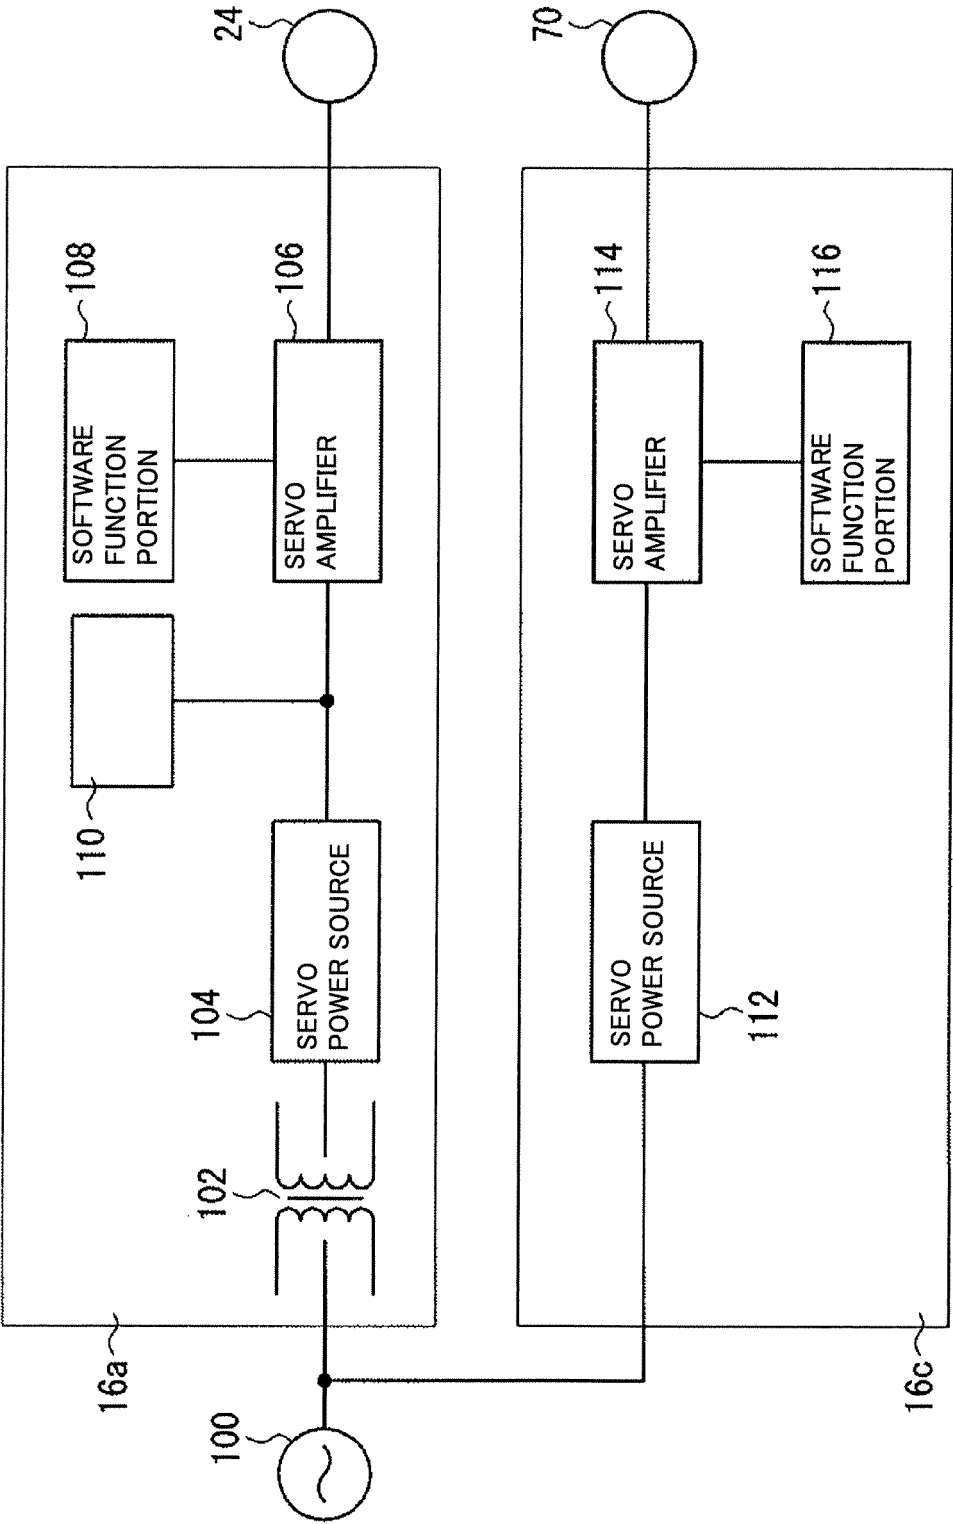 24
70
108
106
114
116
SOFTWARE
FUNCTION
PORTION
SERVO
AMPLIFIER
SERVO
AMPLIFIER
SOFTWARE
FUNCTION
PORTION
110
104
SERVO
POWER SOURCE
SERVO
POWER SOURCE
112
102
16a
16c
100